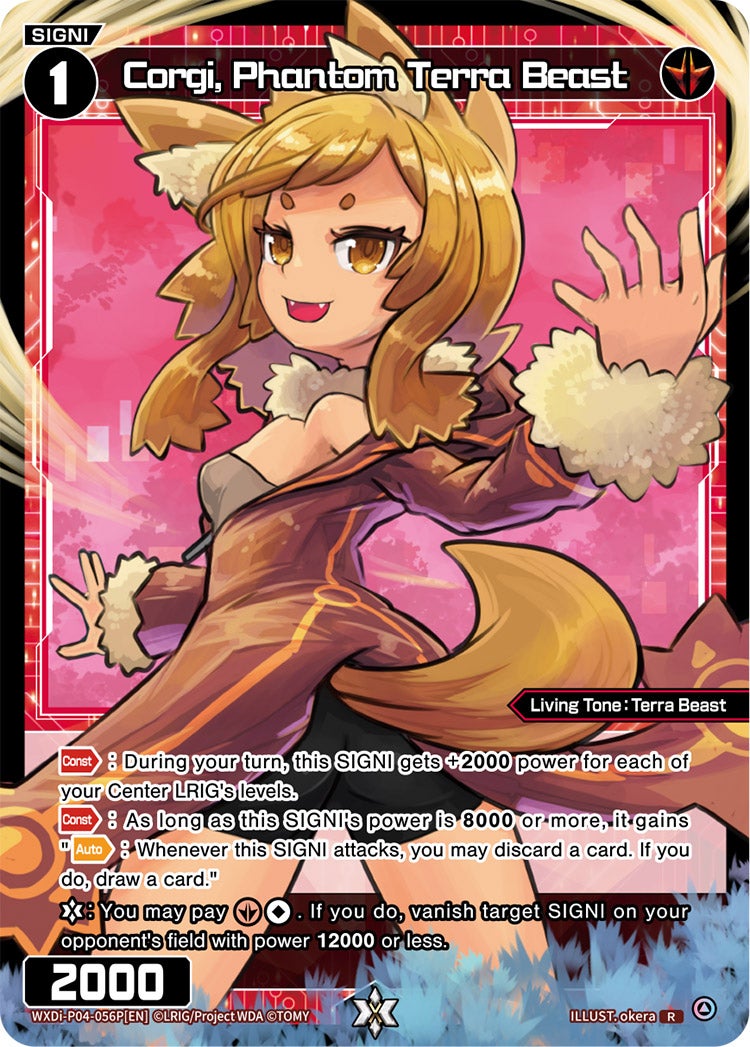 SIGNI
1
Corgi, Phantom Terra Beast
Living Tone : Terra Beast
Const : During your turn, this SIGNI gets +2000 power for each of
your Center LRIG's levels.
Const : As long as this SIGNI's power is 8000 or more, it gains
"Auto : Whenever this SIGNI attacks, you may discard a card. If you
do, draw a card."
: You may pay . If you do, vanish target SIGNI on your
opponent's field with power 12000 or less.
2000
WXDi-P04-056P[EN] ©LRIG/Project WDA ©TOMY
ILLUST. okera R